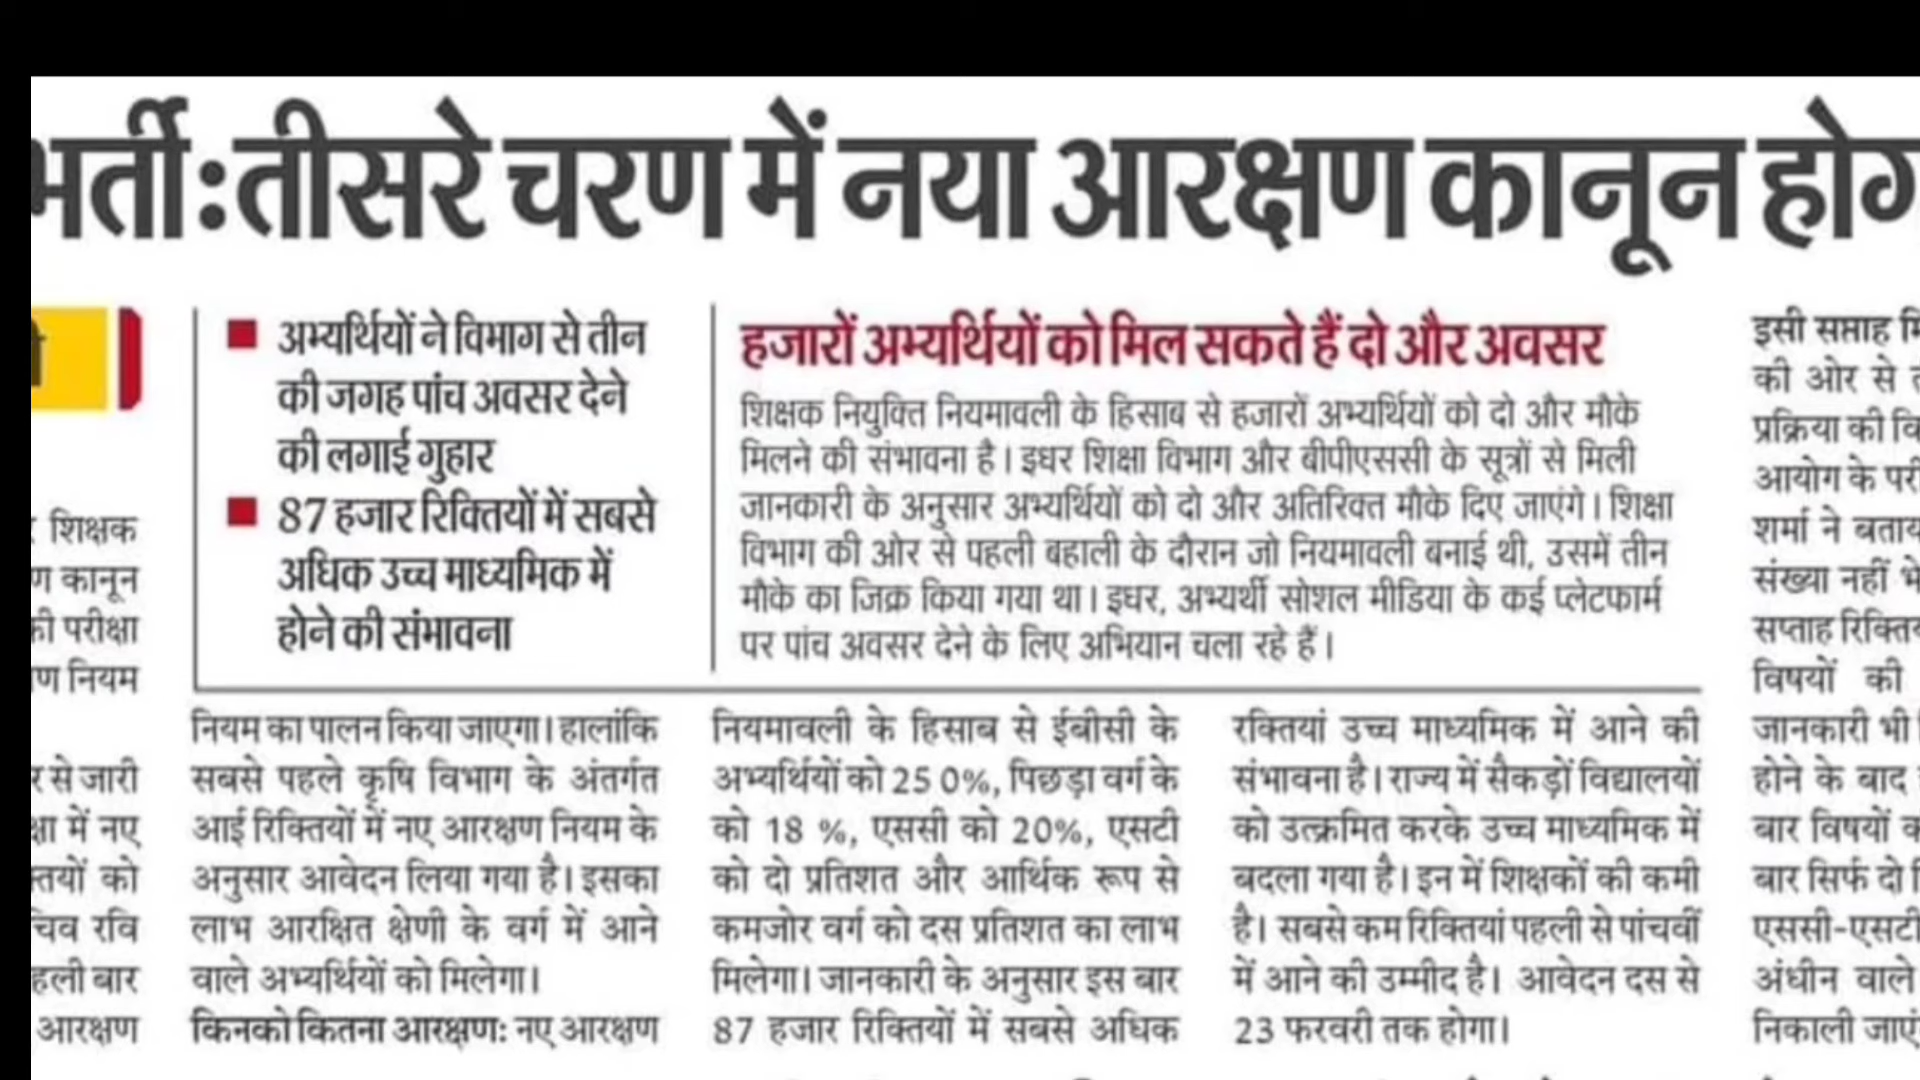 भर्ती:तीसरे चरण में नया आरक्षण कानून
अभ्यर्थियों ने विभाग से तीन
की जगह पांच अवसर देने
की लगाई गुहार
87 हजार रिक्तियों में सबसे
अधिक उच्च माध्यमिक में
होने की संभावना
हजारों अभ्यर्थियों को मिल सकते हैं दो और अवसर
शिक्षक नियुक्ति नियमावली के हिसाब से हजारों अभ्यर्थियों को दो और मौके
मिलने की संभावना है। इधर शिक्षा विभाग और बीपीएससी के सूत्रों से मिली
जानकारी के अनुसार अभ्यर्थियों को दो और अतिरिक्त मौके दिए जाएंगे। शिक्षा
विभाग की ओर से पहली बहाली के दौरान जो नियमावली बनाई थी, उसमें तीन
मौके का जिक्र किया गया था। इधर, अभ्यर्थी सोशल मीडिया के कई प्लेटफार्म
पर पांच अवसर देने के लिए अभियान चला रहे हैं।
शिक्षक
कानून
परीक्षा
नियम
से जारी
में नए
को
रवि
बार
आरक्षण
नियम का पालन किया जाएगा। हालांकि
सबसे पहले कृषि विभाग के अंतर्गत
आई रिक्तियों में नए आरक्षण नियम के
अनुसार आवेदन लिया गया है। इसका
लाभ आरक्षित क्षेणी के वर्ग में आने
वाले अभ्यर्थियों को मिलेगा।
किनको कितना आरक्षण: नए आरक्षण
नियमावली के हिसाब से ईबीसी के
अभ्यर्थियों को 25 0%, पिछड़ा वर्ग के
को 18 %, एससी को 20%, एसटी
को दो प्रतिशत और आर्थिक रूप से
कमजोर वर्ग को दस प्रतिशत का लाभ
मिलेगा। जानकारी के अनुसार इस बार
87 हजार रिक्तियों में सबसे अधिक
रक्तियां उच्च माध्यमिक में आने की
संभावना है। राज्य में सैकड़ों विद्यालयों
को उत्क्रमित करके उच्च माध्यमिक में
बदला गया है। इन में शिक्षकों की कमी
है। सबसे कम रिक्तियां पहली से पांचवीं
में आने की उम्मीद है। आवेदन दस से
23 फरवरी तक होगा।
इसी सप्ताह
की ओर से
प्रक्रिया की
आयोग के
शर्मा ने
संख्या नहीं
सप्ताह
विषयों की
जानकारी भी
होने के बाद
बार विषयों
बार सिर्फ दो
एससी-एसटी
अंधीन वाले
निकाली